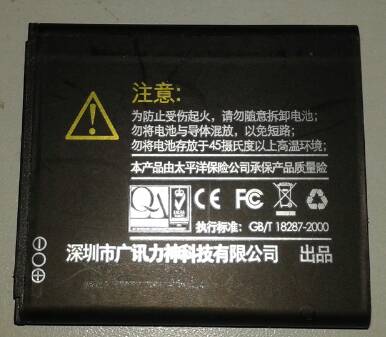 注意:
为防止受伤起火，请勿随意拆卸电池;
勿将电池与导体混放，以免短路;
勿将电池存放于45摄氏度以上高温环境;
本产品由太平洋保险公司承保产品质量险
QA CE FC
执行标准: GB/T 18287-2000
深圳市广讯力神科技有限公司 出品